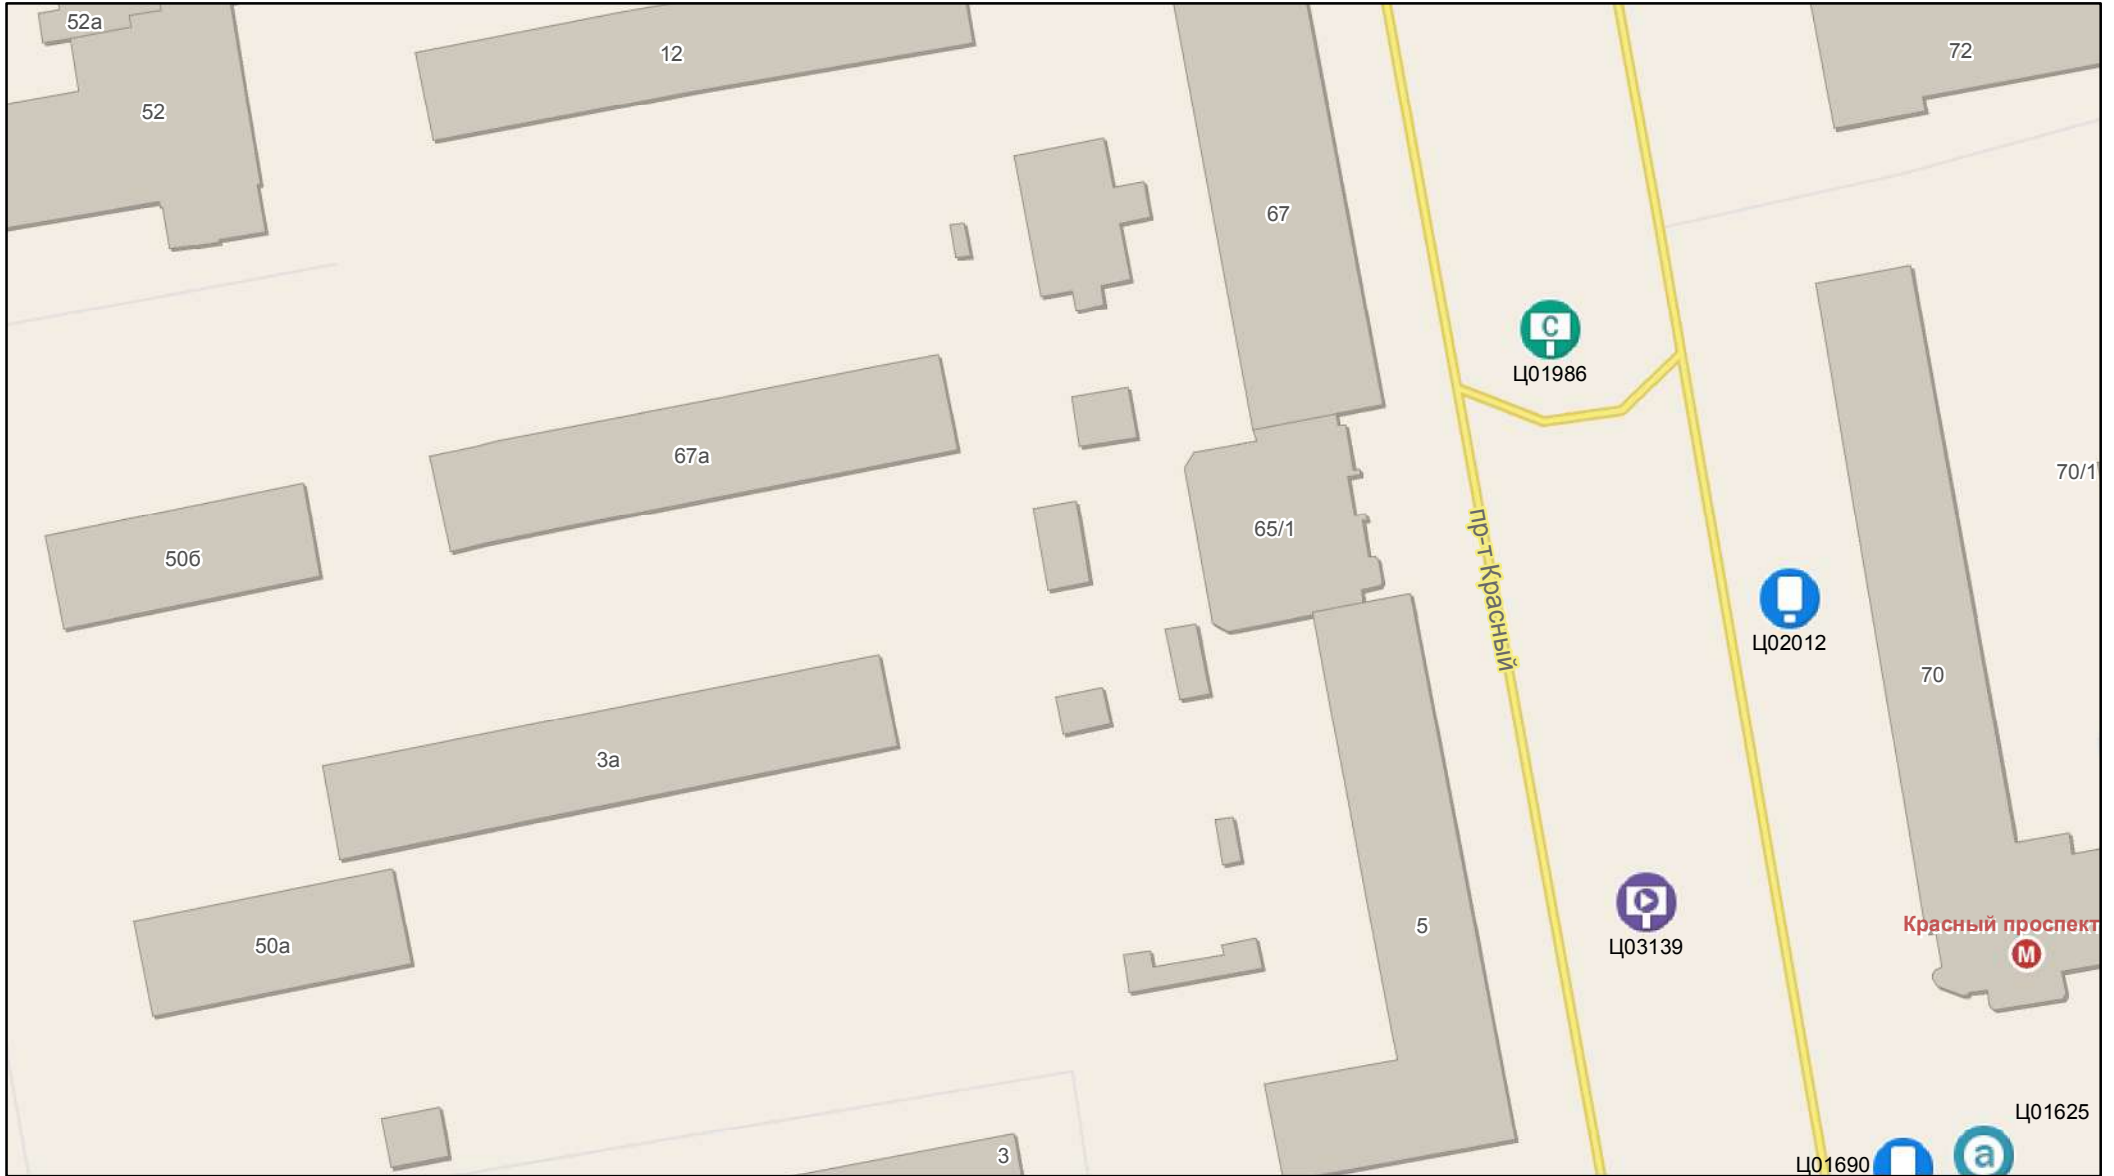 52а
12
72
52
67
С
Ц01986
67а
70/1
65/1
50б
пр-т Красный
Ц02012
70
3а
Ц03139
5
Красный проспект
М
50а
Ц01625
3
Ц01690
a